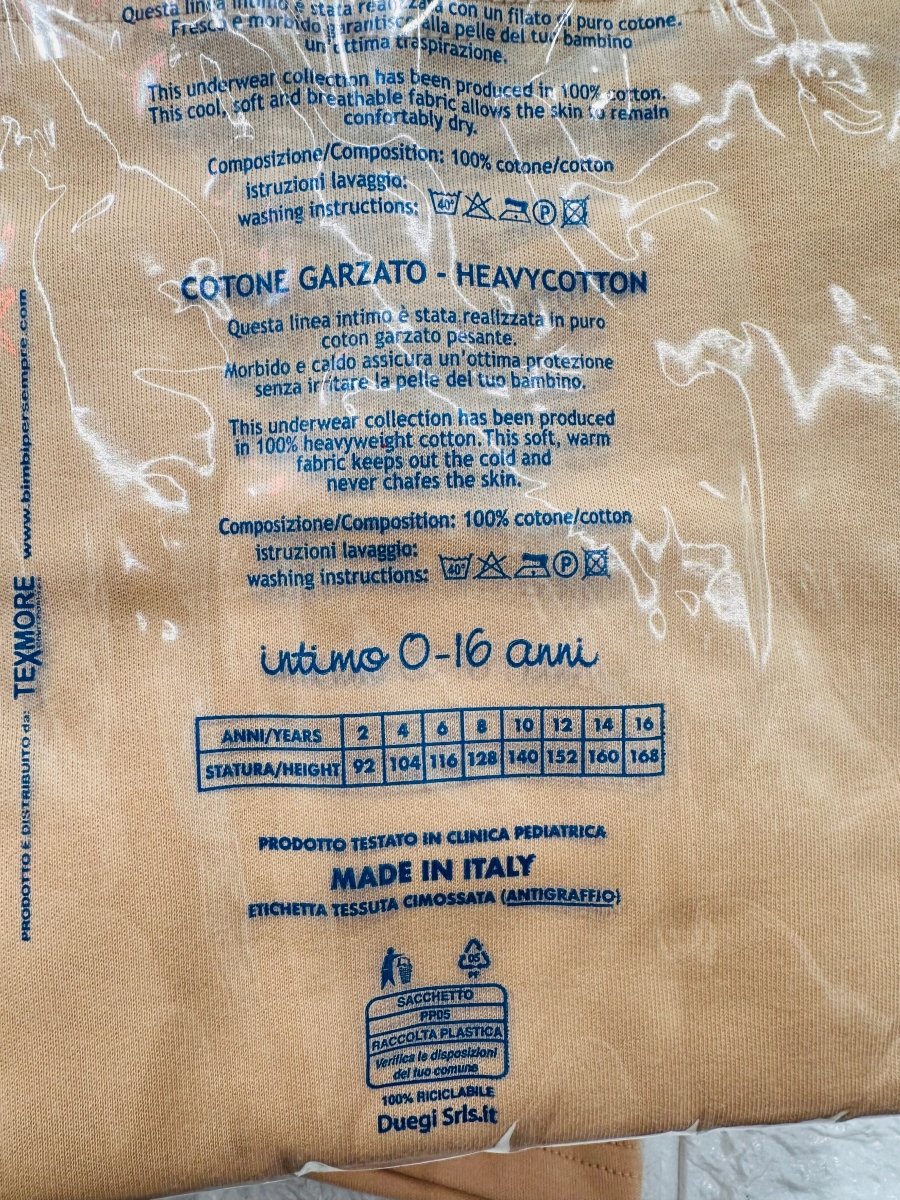 Questa linea intimo è stata realizzata con un filato di puro cotone.
Fresco e morbido garantisce alla pelle del tuo bambino
un'ottima traspirazione.
This underwear collection has been produced in 100% cotton.
This cool, soft and breathable fabric allows the skin to remain
confortably dry.
Composizione/Composition: 100% cotone/cotton
istruzioni lavaggio:
washing instructions: 40° P
COTONE GARZATO - HEAVYCOTTON
Questa linea intimo è stata realizzata in puro
coton garzato pesante.
Morbido e caldo assicura un'ottima protezione
senza irritare la pelle del tuo bambino.
This underwear collection has been produced
in 100% heavyweight cotton.This soft, warm
fabric keeps out the cold and
never chafes the skin.
Composizione/Composition: 100% cotone/cotton
istruzioni lavaggio:
washing instructions: 40° P
intimo 0-16 anni
ANNI/YEARS 2 4 6 8 10 12 14 16
STATURA/HEIGHT 92 104 116 128 140 152 160 168
PRODOTTO TESTATO IN CLINICA PEDIATRICA
MADE IN ITALY
ETICHETTA TESSUTA CIMOSSATA (ANTIGRAFFIO)
05
PP
SACCHETTO
PP05
RACCOLTA PLASTICA
Verifica le disposizioni
del tuo comune
100% RICICLABILE
Duegi Srls.it
PRODOTTO E DISTRIBUITO da: TEXMORE www.bimbipersempre.com